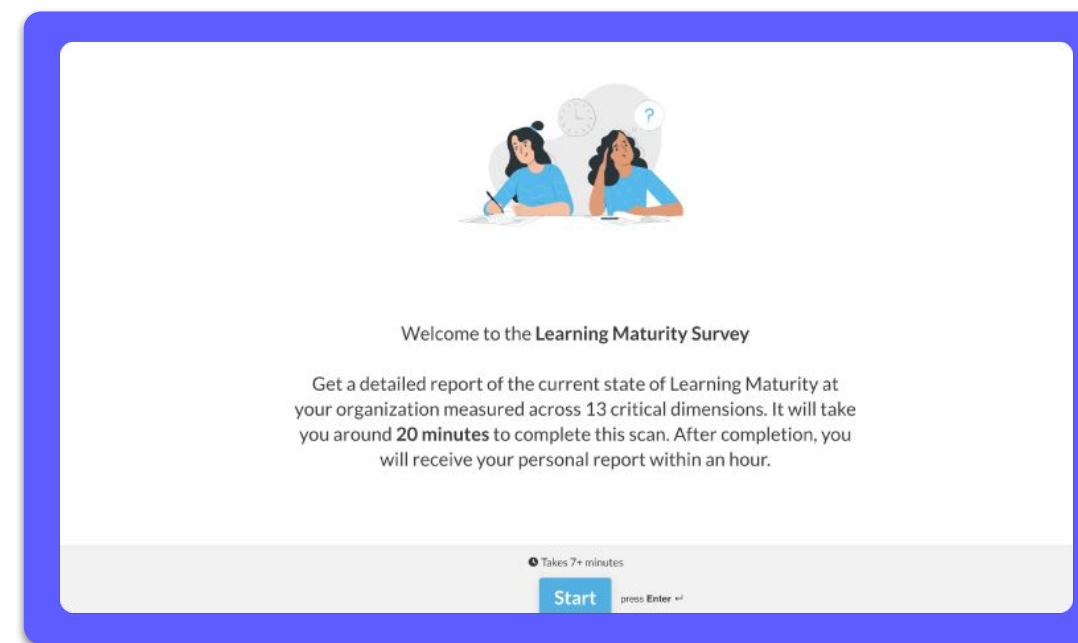 ?
Welcome to the Learning Maturity Survey
Get a detailed report of the current state of Learning Maturity at
your organization measured across 13 critical dimensions. It will take
you around 20 minutes to complete this scan. After completion, you
will receive your personal report within an hour.
Takes 7+ minutes
Start press Enter ↵